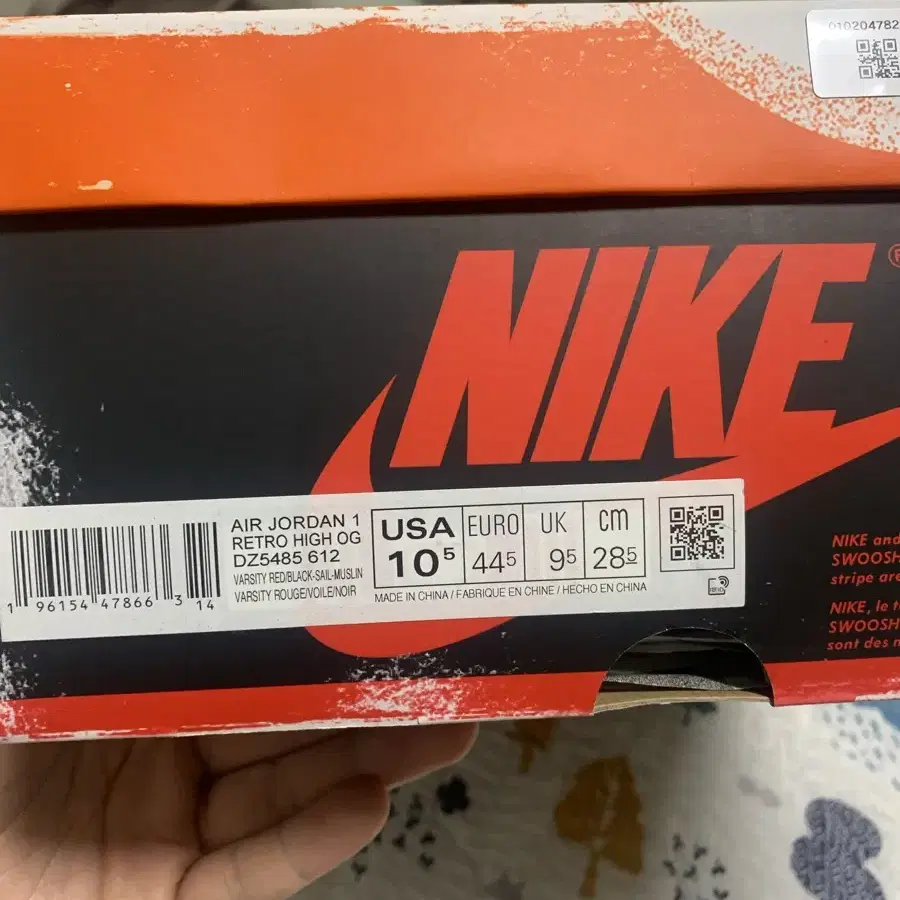 010204782
NIKE
AIR JORDAN 1
RETRO HIGH OG
DZ5485 612
VARSITY RED/BLACK-SAIL-MUSLIN
VARSITY ROUGE/VOILE/NOIR
USA
10⁵
EURO
44⁵
UK
9⁵
cm
28⁵
MADE IN CHINA / FABRIQUE EN CHINE / HECHO EN CHINA
1 96154 47866 3 14
NIKE and
SWOOSH
stripe are
NIKE, le
SWOOSH
sont des